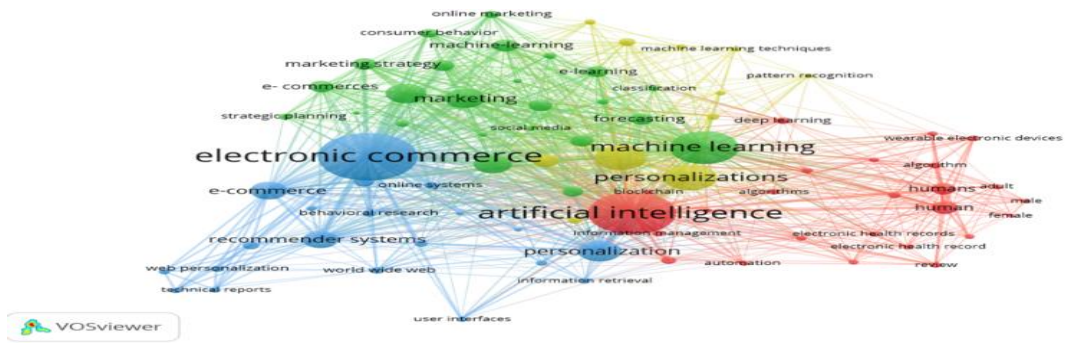 online marketing
consumer behavior
machine-learning
machine learning techniques
marketing strategy
e-learning
pattern recognition
e- commerces
classification
marketing
strategic planning
forecasting
deep learning
social media
wearable electronic devices
machine learning
electronic commerce
algorithm
personalizations
online systems
e-commerce
blockchain
algorithms
humans
adult
male
human
behavioral research
artificial intelligence
female
information management
electronic health records
recommender systems
electronic health record
personalization
automation
review
web personalization
world wide web
information retrieval
technical reports
user interfaces
VOSviewer